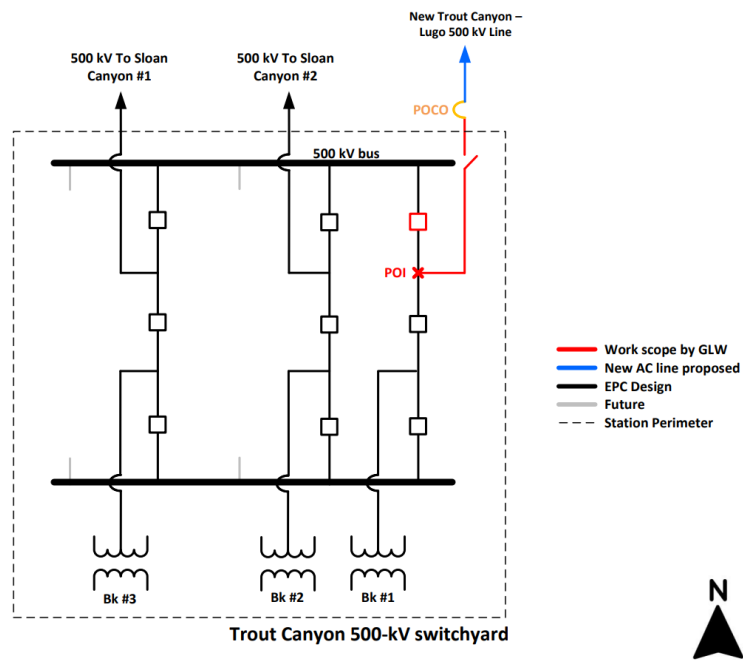 New Trout Canyon –
Lugo 500 kV Line
500 kV To Sloan
Canyon #1
500 kV To Sloan
Canyon #2
POCO
500 kV bus
POI
Work scope by GLW
New AC line proposed
EPC Design
Future
Station Perimeter
Bk #3
Bk #2
Bk #1
N
Trout Canyon 500-kV switchyard